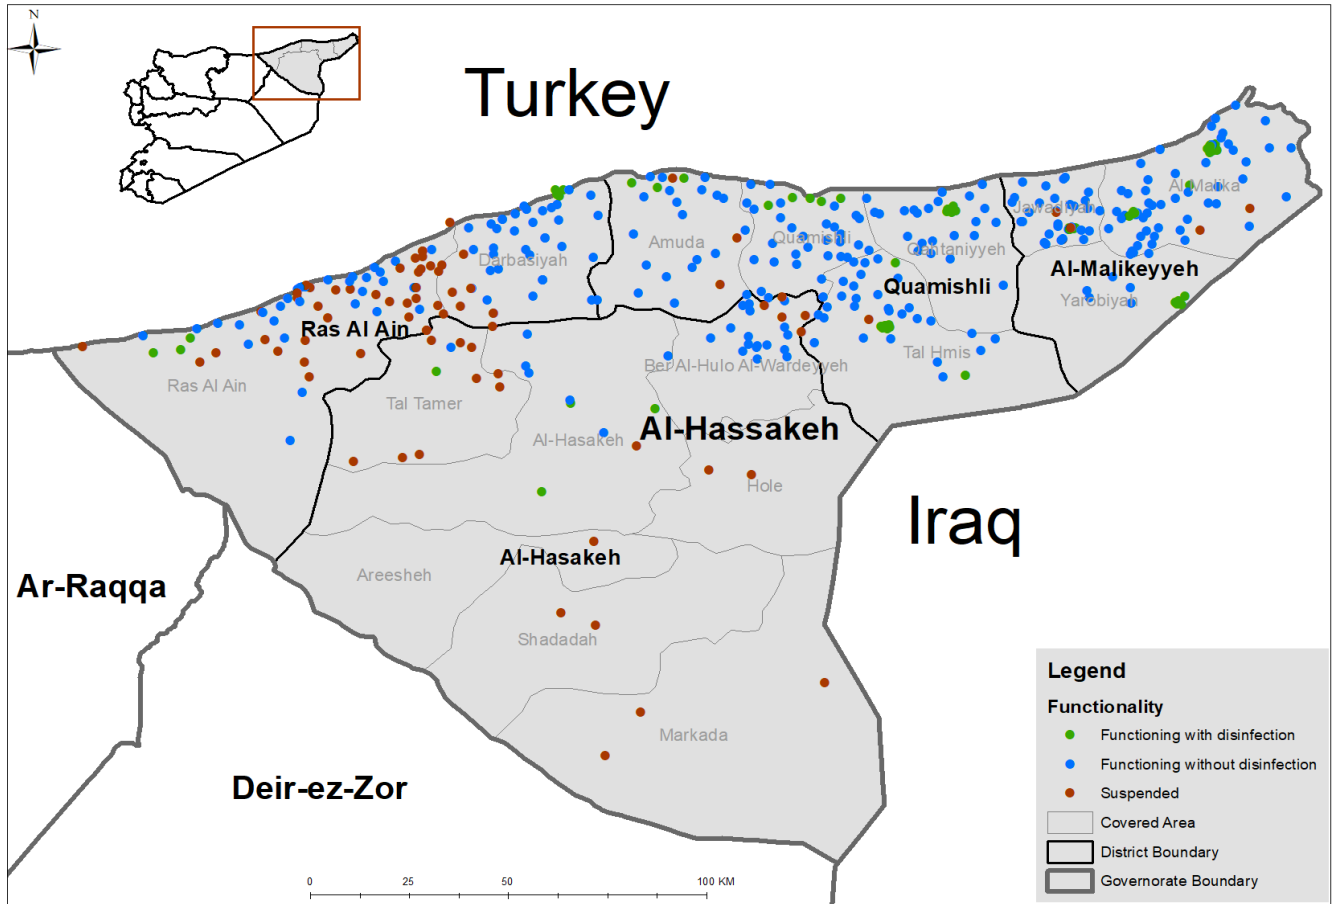 N
Turkey
Al-Malika
Jawadiyah
Amuda
Quamishli
Qahtaniyyeh
Darbasiyah
Al-Malikeyyeh
Quamishli
Yarobiyah
Ras Al Ain
Tal Hmis
Ber Al-Hulo Al-Wardeyyeh
Ras Al Ain
Tal Tamer
Al-Hassakeh
Al-Hasakeh
Hole
Iraq
Al-Hasakeh
Areesheh
Ar-Raqqa
Shadadah
Markada
Deir-ez-Zor
Legend
Functionality
Functioning with disinfection
Functioning without disinfection
Suspended
Covered Area
District Boundary
Governorate Boundary
0 25 50 100 KM